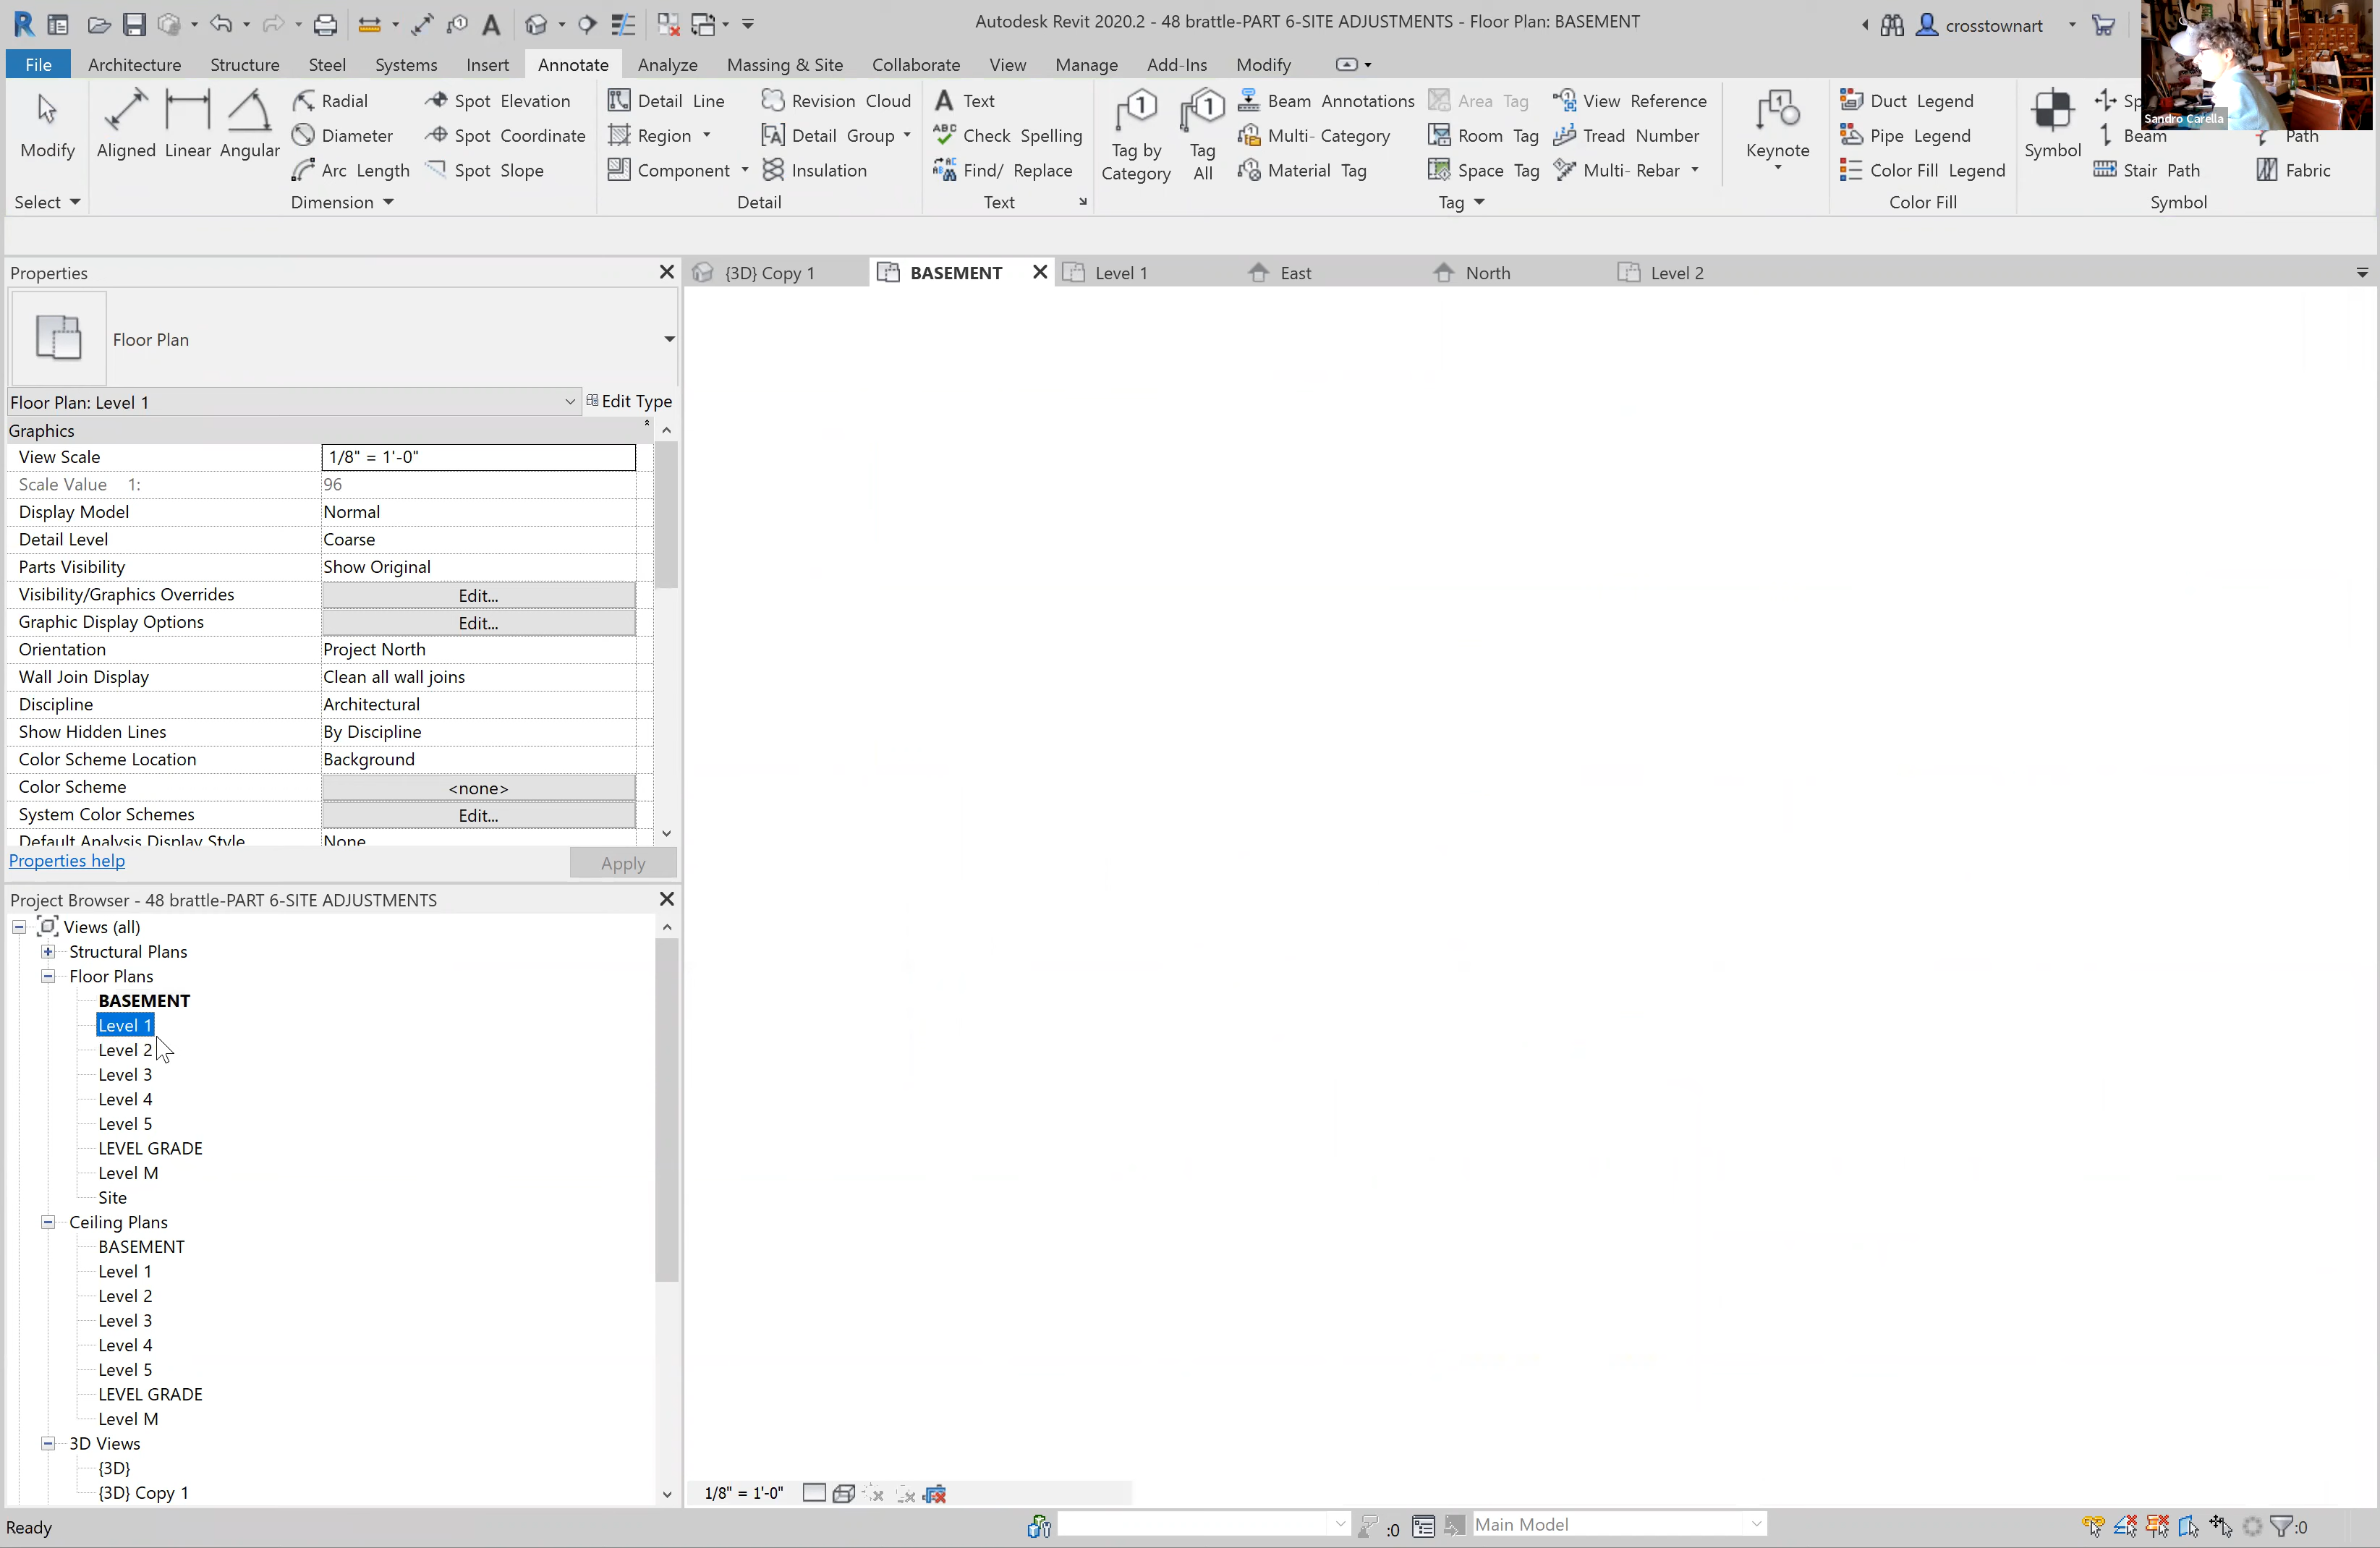 Autodesk Revit 2020.2 - 48 brattle-PART 6-SITE ADJUSTMENTS - Floor Plan: BASEMENT
crosstownart
File Architecture Structure Steel Systems Insert Annotate Analyze Massing & Site Collaborate View Manage Add-Ins Modify
Modify
Select
Aligned Linear Angular
Radial
Diameter
Arc Length
Spot Elevation
Spot Coordinate
Spot Slope
Dimension
Detail Line
Region
Component
Revision Cloud
Detail Group
Insulation
Detail
Text
Check Spelling
Find/ Replace
Text
Tag by Category
Tag All
Beam Annotations
Multi- Category
Material Tag
Area Tag
Room Tag
Space Tag
View Reference
Tread Number
Multi- Rebar
Tag
Keynote
Duct Legend
Pipe Legend
Color Fill Legend
Color Fill
Symbol
Beam
Stair Path
Path
Fabric
Symbol
Sandro Carella
Properties
Floor Plan
Floor Plan: Level 1
Edit Type
Graphics
View Scale 1/8" = 1'-0"
Scale Value 1: 96
Display Model Normal
Detail Level Coarse
Parts Visibility Show Original
Visibility/Graphics Overrides Edit...
Graphic Display Options Edit...
Orientation Project North
Wall Join Display Clean all wall joins
Discipline Architectural
Show Hidden Lines By Discipline
Color Scheme Location Background
Color Scheme <none>
System Color Schemes Edit...
Default Analysis Display Style None
Properties help
Apply
{3D} Copy 1 BASEMENT Level 1 East North Level 2
Project Browser - 48 brattle-PART 6-SITE ADJUSTMENTS
Views (all)
Structural Plans
Floor Plans
BASEMENT
Level 1
Level 2
Level 3
Level 4
Level 5
LEVEL GRADE
Level M
Site
Ceiling Plans
BASEMENT
Level 1
Level 2
Level 3
Level 4
Level 5
LEVEL GRADE
Level M
3D Views
{3D}
{3D} Copy 1
1/8" = 1'-0"
Ready
:0
Main Model
:0